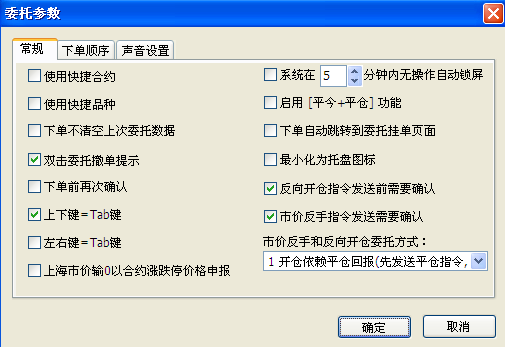 委托参数
常规
下单顺序
声音设置
使用快捷合约
使用快捷品种
下单不清空上次委托数据
双击委托撤单提示
下单前再次确认
上下键=Tab键
左右键=Tab键
上海市价输0以合约涨跌停价格申报
系统在 5 分钟内无操作自动锁屏
启用 [平今+平仓] 功能
下单自动跳转到委托挂单页面
最小化为托盘图标
反向开仓指令发送前需要确认
市价反手指令发送需要确认
市价反手和反向开仓委托方式：
1 开仓依赖平仓回报(先发送平仓指令,
确定
取消